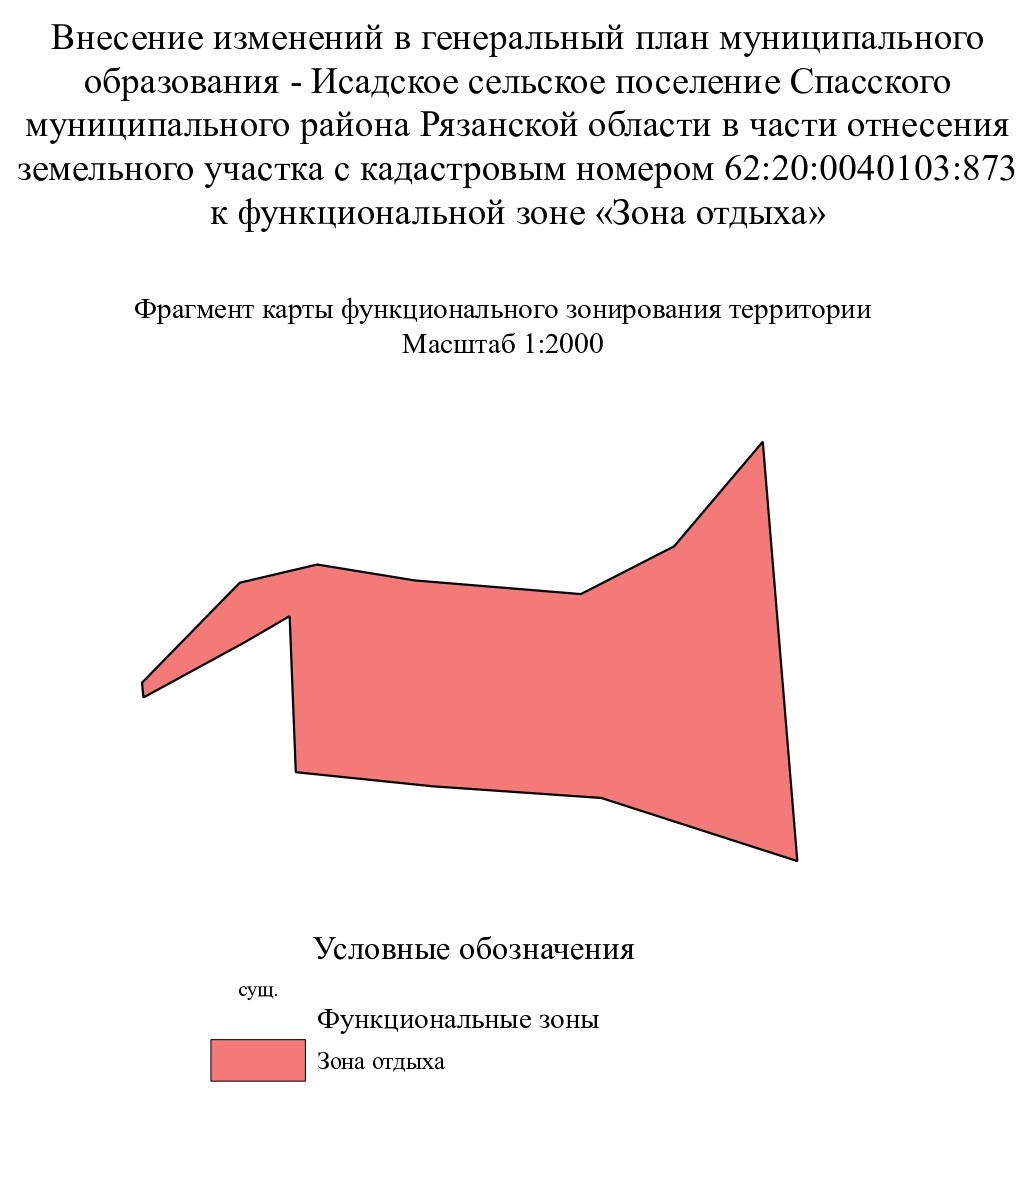 Внесение изменений в генеральный план муниципального
образования - Исадское сельское поселение Спасского
муниципального района Рязанской области в части отнесения
земельного участка с кадастровым номером 62:20:0040103:873
к функциональной зоне «Зона отдыха»
Фрагмент карты функционального зонирования территории
Масштаб 1:2000
Условные обозначения
сущ.
Функциональные зоны
Зона отдыха